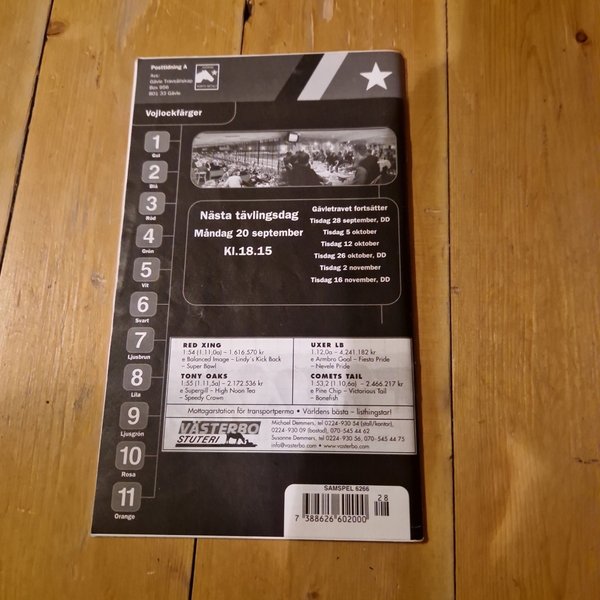 Posttidning A
Avs:
Gävle Travsällskap
Box 956
801 33 Gävle
Vojlockfärger
1
Gul
2
Blå
3
Röd
4
Grön
5
Vit
6
Svart
7
Ljusbrun
8
Lila
9
Ljusgrön
10
Rosa
11
Orange
Nästa tävlingsdag
Måndag 20 september
Kl.18.15
Gävletravet fortsätter
Tisdag 28 september, DD
Tisdag 5 oktober
Tisdag 12 oktober
Tisdag 26 oktober, DD
Tisdag 2 november
Tisdag 16 november, DD
RED XING
1:54 (1.11,0a) – 1.616.570 kr
e Balanced Image – Lindy´s Kick Back
– Super Bowl
UXER LB
1.12,0a – 4.241.182 kr
e Armbro Goal – Fiesta Pride
– Nevele Pride
TONY OAKS
1:55 (1.11,5a) – 2.172.536 kr
e Supergill – High Noon Tea
– Speedy Crown
COMETS TAIL
1:53,2 (1.10,6a) – 2.466.217 kr
e Pine Chip – Victorious Tail
– Bonefish
Mottagarstation för transportperma • Världens bästa – listhingstar!
VÄSTERBO
STUTERI
Michael Demmers, tel 0224-930 54 (stall/kontor),
0224-930 09 (bostad), 070-545 44 62
Susanne Demmers, tel 0224-930 56, 070-545 44 75
info@vasterbo.com • www.vasterbo.com
SAMSPEL 6266
28
7 388626 602000